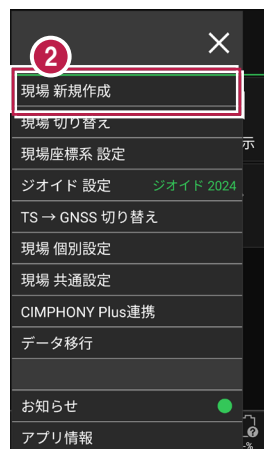 2
現場 新規作成
現場 切り替え
示
現場座標系 設定
ジオイド 設定 ジオイド 2024
TS → GNSS 切り替え
現場 個別設定
現場 共通設定
CIMPHONY Plus連携
データ移行
お知らせ
アプリ情報
-%